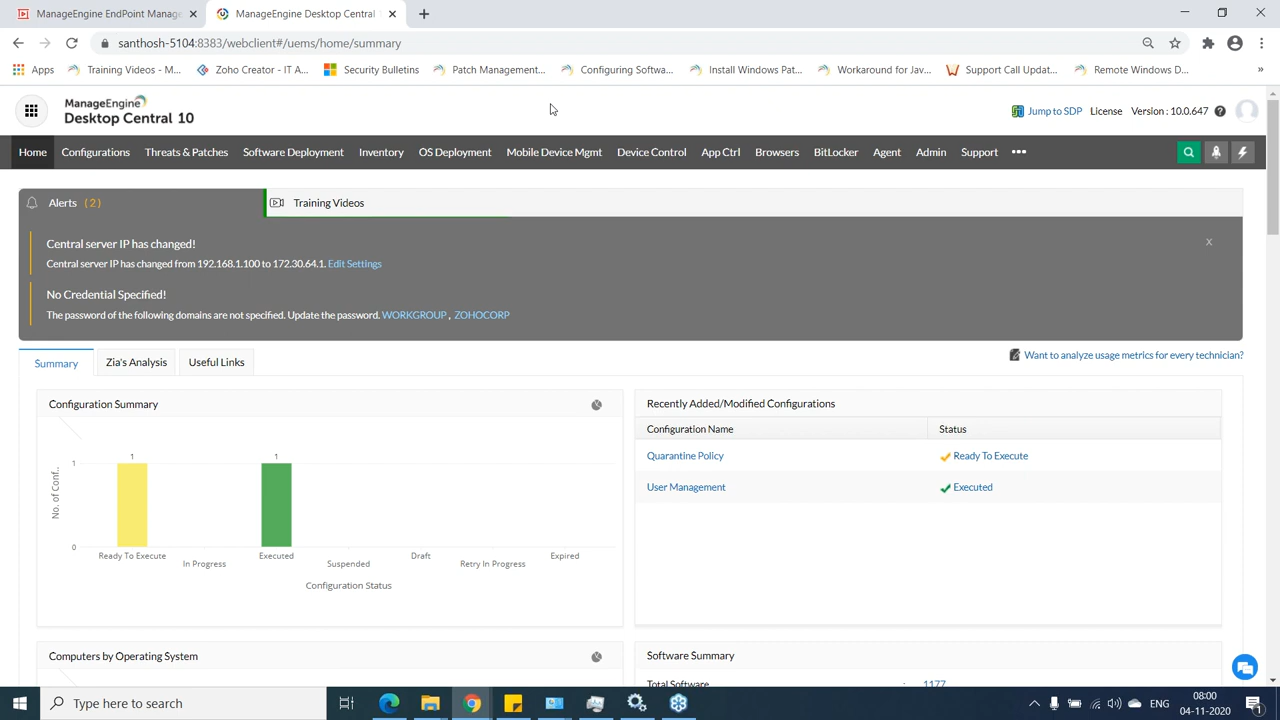 ManageEngine EndPoint Manage
ManageEngine Desktop Central
santhosh-5104:8383/webclient#/uems/home/summary
Apps
Training Videos - M...
Zoho Creator - IT A...
Security Bulletins
Patch Management...
Configuring Softwa...
Install Windows Pat...
Workaround for Jav...
Support Call Updat...
Remote Windows D...
»
ManageEngine
Desktop Central 10
Jump to SDP
License
Version : 10.0.647
Home
Configurations
Threats & Patches
Software Deployment
Inventory
OS Deployment
Mobile Device Mgmt
Device Control
App Ctrl
Browsers
BitLocker
Agent
Admin
Support
Alerts (2)
Training Videos
Central server IP has changed!
Central server IP has changed from 192.168.1.100 to 172.30.64.1. Edit Settings
x
No Credential Specified!
The password of the following domains are not specified. Update the password. WORKGROUP , ZOHOCORP
Summary
Zia's Analysis
Useful Links
Want to analyze usage metrics for every technician?
Configuration Summary
No. of Conf..
1
0
1
1
Ready To Execute
In Progress
Executed
Suspended
Draft
Retry In Progress
Expired
Configuration Status
Recently Added/Modified Configurations
Configuration Name
Status
Quarantine Policy
Ready To Execute
User Management
Executed
Computers by Operating System
Software Summary
Total Software : 1177
Type here to search
ENG
08:00
04-11-2020
1